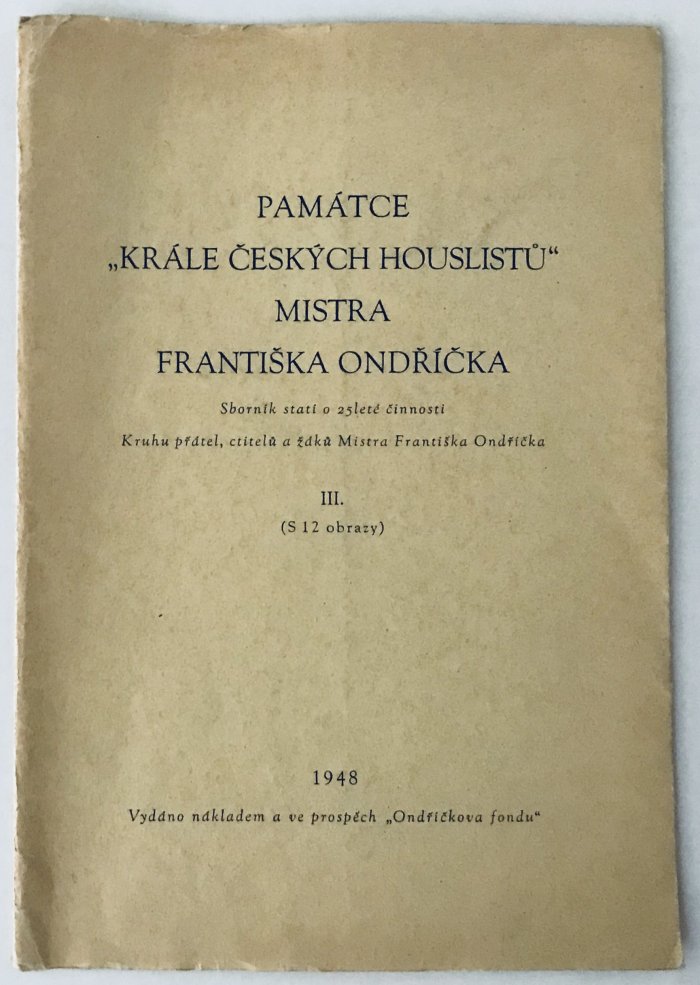 PAMÁTCE
„KRÁLE ČESKÝCH HOUSLISTŮ“
MISTRA
FRANTIŠKA ONDŘÍČKA
Sborník statí o 25leté činnosti
Kruhu přátel, ctitelů a žáků Mistra Františka Ondříčka
III.
(S 12 obrazy)
1948
Vydáno nákladem a ve prospěch „Ondříčkova fondu“